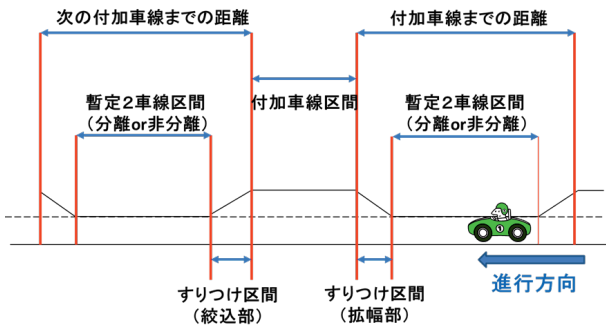 次の付加車線までの距離
付加車線までの距離
暫定2車線区間
（分離or非分離）
付加車線区間
暫定2車線区間
（分離or非分離）
1
すりつけ区間
（絞込部）
すりつけ区間
（拡幅部）
進行方向